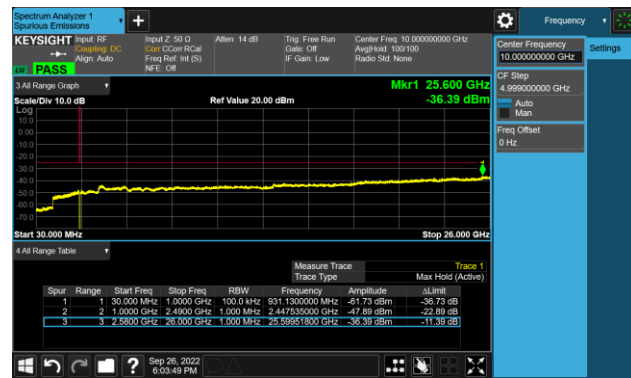 Spectrum Analyzer 1
Spurious Emissions
Frequency
KEYSIGHT
Input: RF
Coupling: DC
Align: Auto
Input Z: 50 Ω
Corr CCorr RCal
Freq Ref: Int (S)
NFE: Off
Atten: 14 dB
Trig: Free Run
Gate: Off
IF Gain: Low
Center Freq: 10.000000000 GHz
Avg|Hold: 100/100
Radio Std: None
PASS
Center Frequency
10.000000000 GHz
Settings
CF Step
4.999000000 GHz
Auto
Man
Freq Offset
0 Hz
3 All Range Graph
Mkr1 25.600 GHz
-36.39 dBm
Scale/Div 10.0 dB
Ref Value 20.00 dBm
Log
10.0
0.00
-10.0
-20.0
-30.0
-40.0
-50.0
-60.0
-70.0
1
Start 30.000 MHz
Stop 26.000 GHz
4 All Range Table
Measure Trace Trace 1
Trace Type Max Hold (Active)
Spur Range Start Freq Stop Freq RBW Frequency Amplitude ΔLimit
1 1 30.000 MHz 1.0000 GHz 100.0 kHz 931.1300000 MHz -61.73 dBm -36.73 dB
2 2 1.0000 GHz 2.4900 GHz 1.000 MHz 2.447535000 GHz -47.89 dBm -22.89 dB
3 3 2.5800 GHz 26.000 GHz 1.000 MHz 25.59951800 GHz -36.39 dBm -11.39 dB
Sep 26, 2022
6:03:49 PM